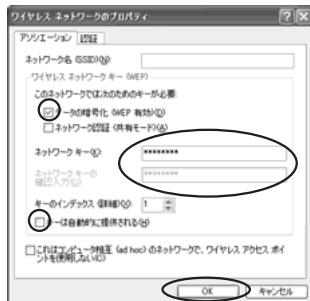 ワイヤレス ネットワークのプロパティ
アソシエーション 認証
ネットワーク名 (SSID)(N):
ワイヤレス ネットワーク キー (WEP)
このネットワークでは次のためのキーが必要:
データの暗号化 (WEP 有効)(D)
ネットワーク認証 (共有モード)(A)
ネットワーク キー(K): ********
ネットワーク キーの確認入力(O): ********
キーのインデックス (詳細)(X): 1
キーは自動的に提供される(H)
これはコンピュータ相互 (ad hoc) のネットワークで、ワイヤレス アクセス ポイ
ントを使用しない(C)
OK キャンセル